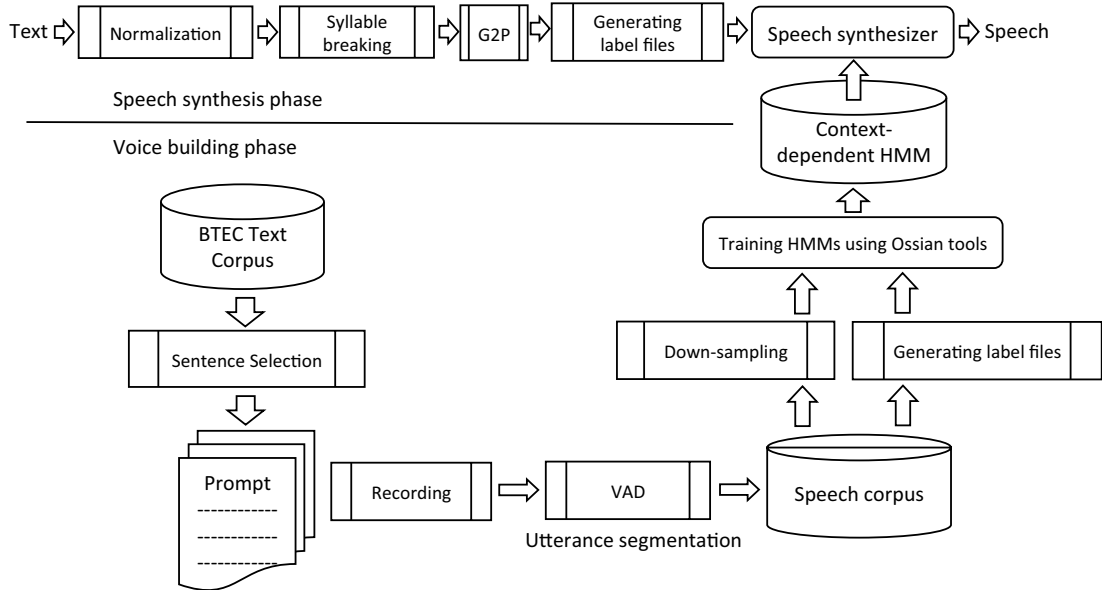 Text
Normalization
Syllable
breaking
G2P
Generating
label files
Speech synthesizer
Speech
Speech synthesis phase
Voice building phase
Context-
dependent HMM
BTEC Text
Corpus
Training HMMs using Ossian tools
Sentence Selection
Down-sampling
Generating label files
Prompt
Recording
VAD
Speech corpus
Utterance segmentation